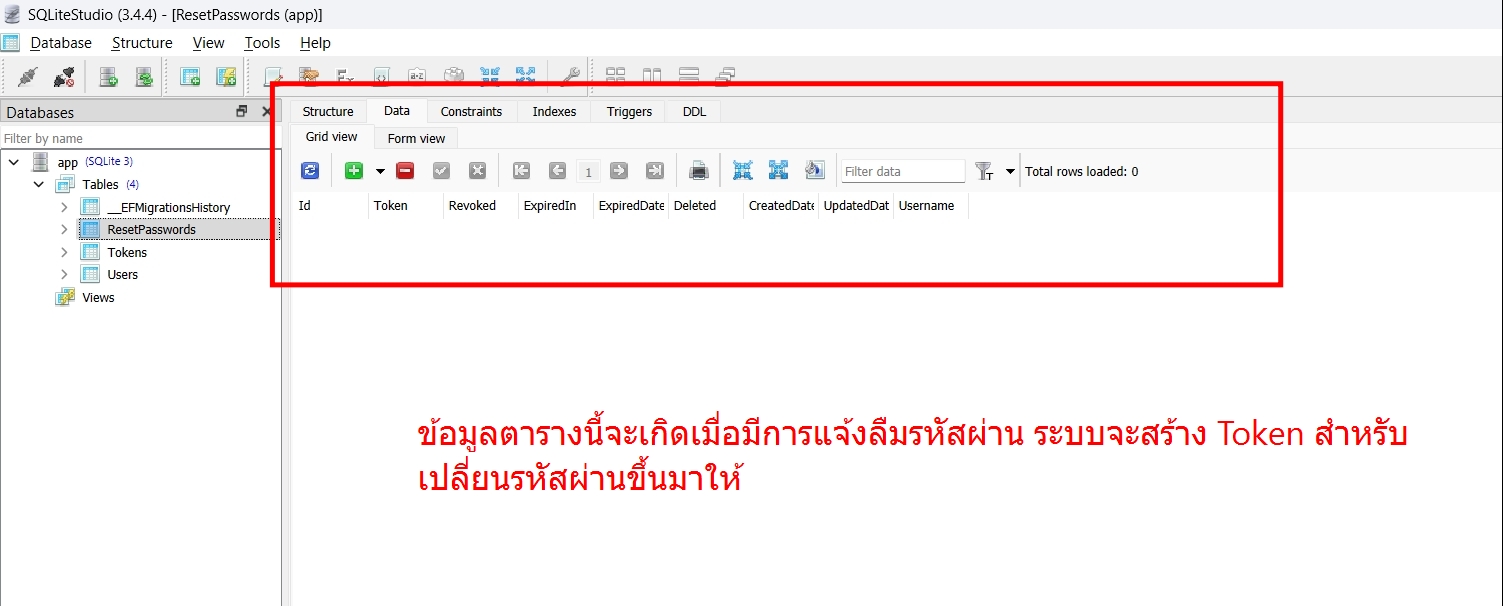 SQLiteStudio (3.4.4) - [ResetPasswords (app)]
Database Structure View Tools Help
Databases
Filter by name
app (SQLite 3)
Tables (4)
__EFMigrationsHistory
ResetPasswords
Tokens
Users
Views
Structure Data Constraints Indexes Triggers DDL
Grid view Form view
1 Filter data Total rows loaded: 0
Id Token Revoked ExpiredIn ExpiredDate Deleted CreatedDate UpdatedDat Username
ข้อมูลตารางนี้จะเกิดเมื่อมีการแจ้งลืมรหัสผ่าน ระบบจะสร้าง Token สำหรับ
เปลี่ยนรหัสผ่านขึ้นมาให้